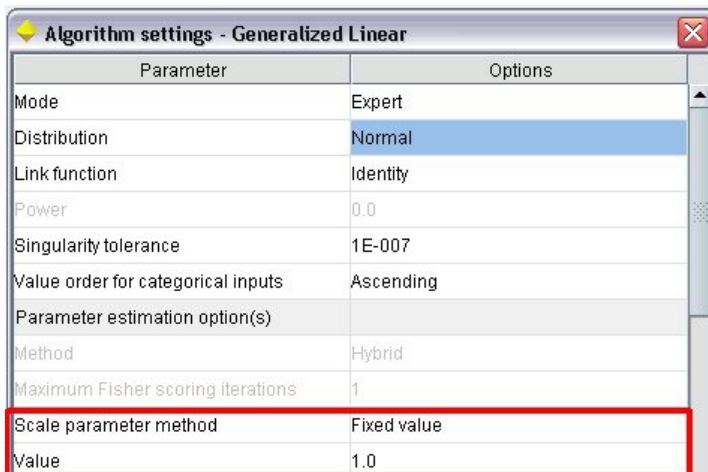 Algorithm settings - Generalized Linear
Parameter Options
Mode Expert
Distribution Normal
Link function Identity
Power 0.0
Singularity tolerance 1E-007
Value order for categorical inputs Ascending
Parameter estimation option(s)
Method Hybrid
Maximum Fisher scoring iterations 1
Scale parameter method Fixed value
Value 1.0